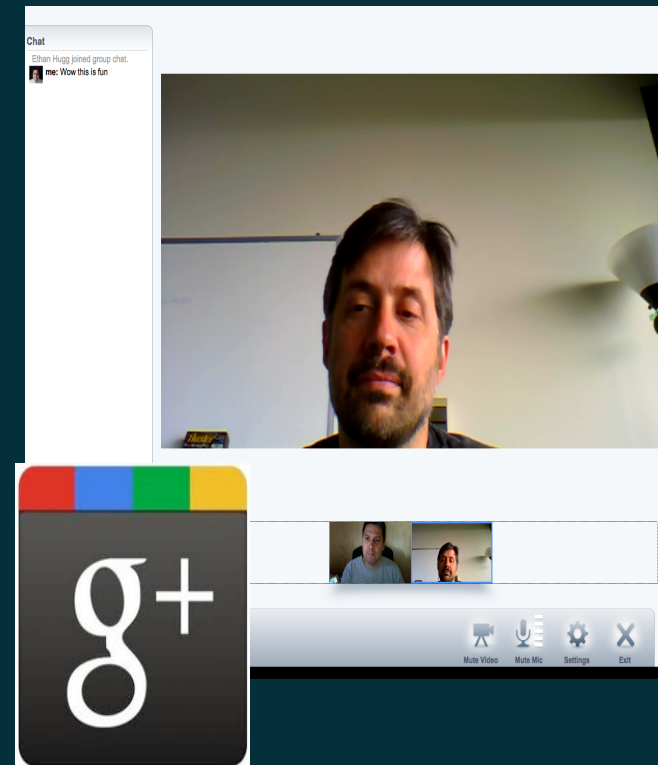 Chat
Ethan Hugg joined group chat.
me: Wow this is fun
g+
Mute Video Mute Mic Settings Exit